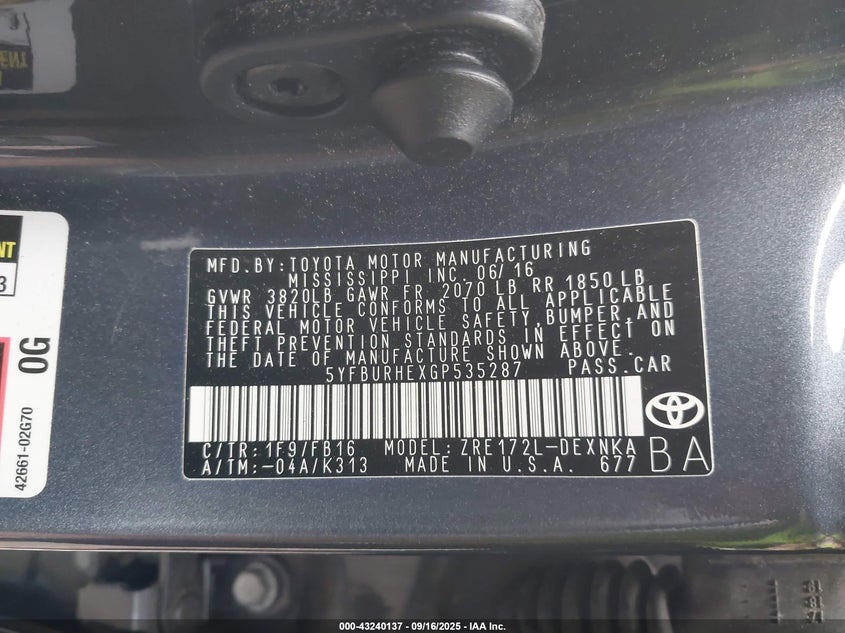 MFD.BY:TOYOTA MOTOR MANUFACTURING
MISSISSIPPI INC. 06/16
GVWR 3820LB GAWR FR 2070 LB RR 1850 LB
THIS VEHICLE CONFORMS TO ALL APPLICABLE
FEDERAL MOTOR VEHICLE SAFETY,BUMPER,AND
THEFT PREVENTION STANDARDS IN EFFECT ON
THE DATE OF MANUFACTURE SHOWN ABOVE.
5YFBURHEXGP535287 PASS.CAR
C/TR:1F9/FB16 MODEL:ZRE172L-DEXNKA
A/TM:-04A/K313 MADE IN U.S.A. 677
BA
NT
3
0G
42661-02G70
000-43240137 - 09/16/2025 - IAA Inc.